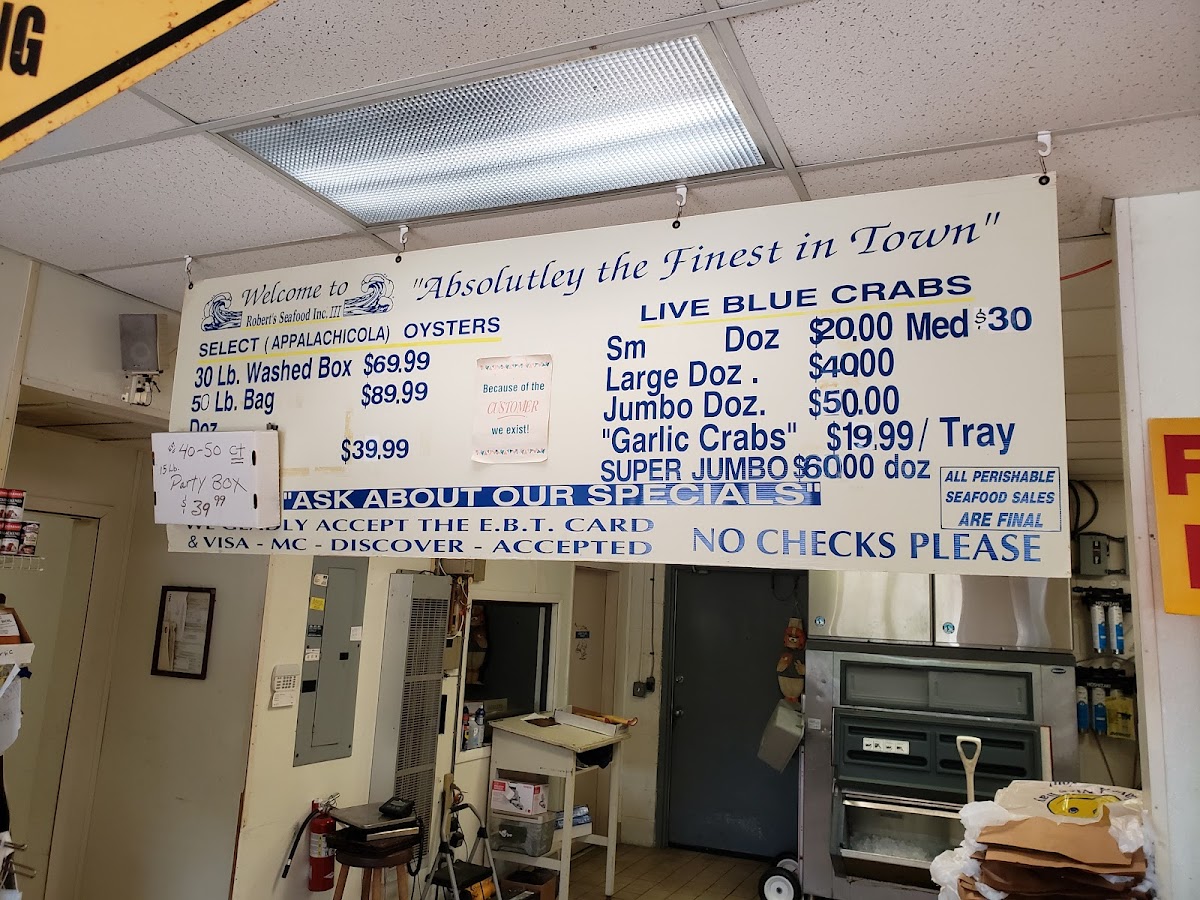 NG
Welcome to
Robert's Seafood Inc. III
"Absolutley the Finest in Town"
SELECT ( APPALACHICOLA) OYSTERS
30 Lb. Washed Box $69.99
50 Lb. Bag $89.99
Doz
$39.99
40-50 ct
15 Lb.
Party Box
$39.99
Because of the
CUSTOMER
we exist!
LIVE BLUE CRABS
Sm Doz $20.00 Med $30
Large Doz. $4000
Jumbo Doz. $50.00
"Garlic Crabs" $19.99 / Tray
SUPER JUMBO $6000 doz
ALL PERISHABLE
SEAFOOD SALES
ARE FINAL
"ASK ABOUT OUR SPECIALS"
WE GLADLY ACCEPT THE E.B.T. CARD
& VISA - MC - DISCOVER - ACCEPTED
NO CHECKS PLEASE